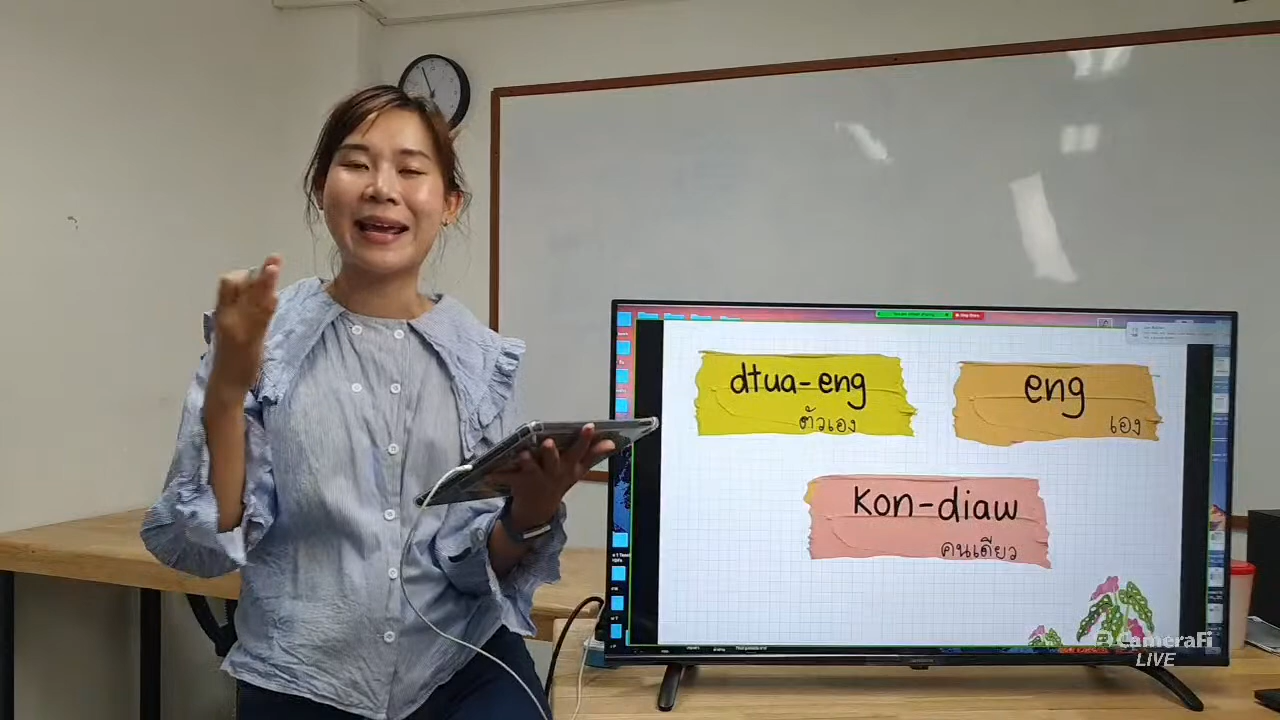 dtua-eng
ตัวเอง
eng
เอง
kon-diaw
คนเดียว
CameraFi
LIVE